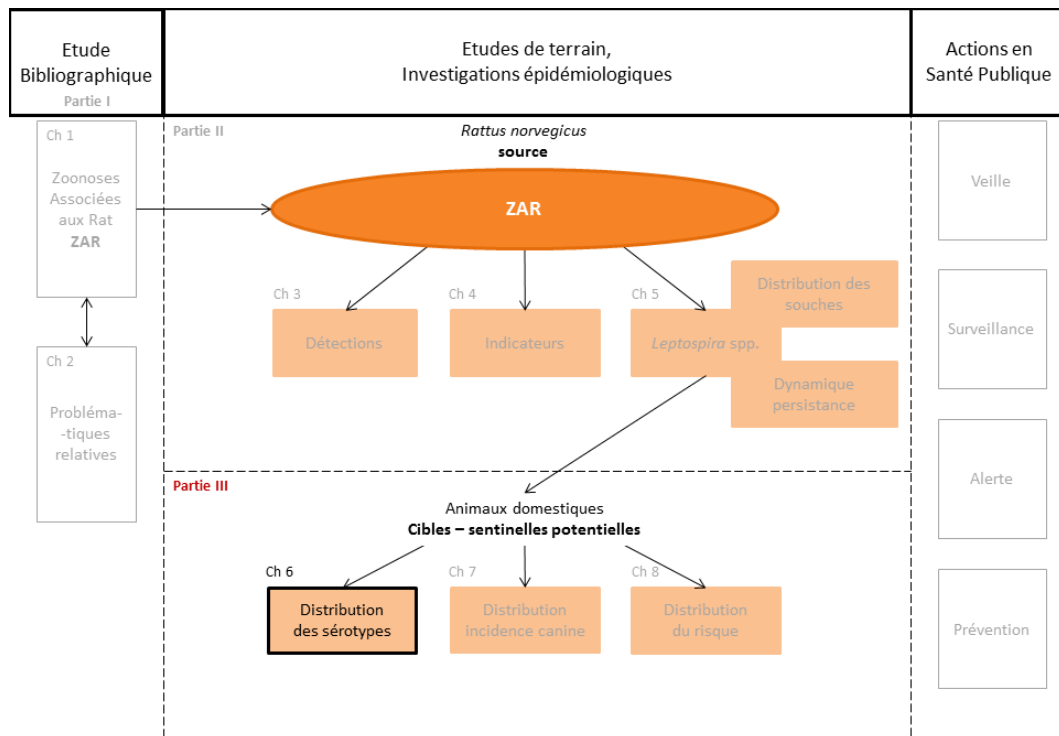 Etude
Bibliographique
Partie I
Etudes de terrain,
Investigations épidémiologiques
Actions en
Santé Publique
Ch 1
Zoonoses
Associées
aux Rat
ZAR
Ch 2
Probléma-
-tiques
relatives
Partie II
Rattus norvegicus
source
ZAR
Ch 3
Détections
Ch 4
Indicateurs
Ch 5
Leptospira spp.
Distribution des
souches
Dynamique
persistance
Partie III
Animaux domestiques
Cibles – sentinelles potentielles
Ch 6
Distribution
des sérotypes
Ch 7
Distribution
incidence canine
Ch 8
Distribution
du risque
Veille
Surveillance
Alerte
Prévention